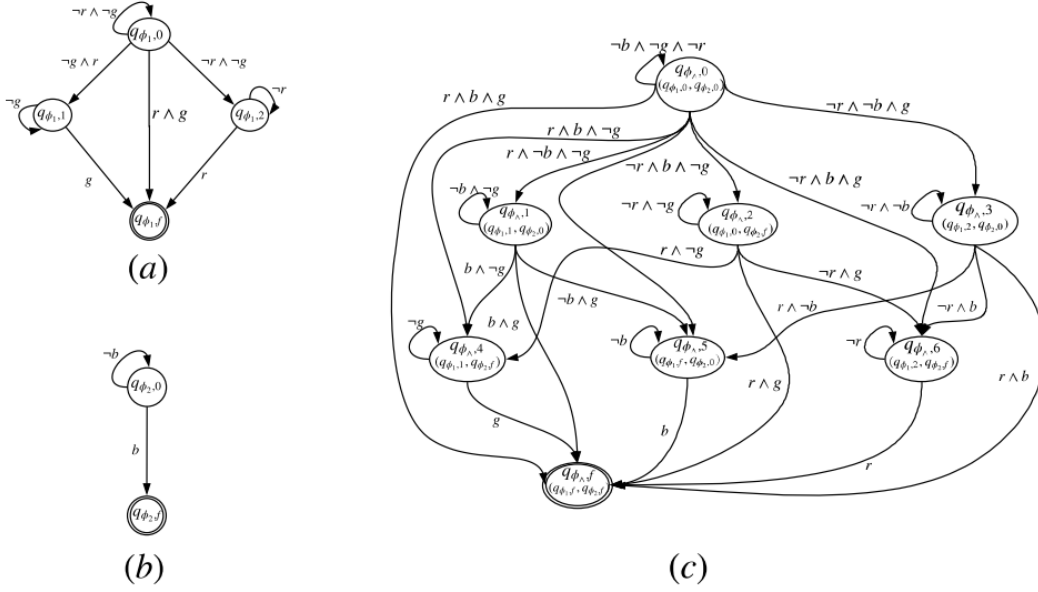 ¬r ∧ ¬g
q_{ϕ₁,0}
¬g ∧ r
¬r ∧ ¬g
¬g
q_{ϕ₁,1}
r ∧ g
q_{ϕ₁,2}
¬r
g
r
q_{ϕ₁,f}
(a)
¬b
q_{ϕ₂,0}
b
q_{ϕ₂,f}
(b)
¬b ∧ ¬g ∧ ¬r
q_{ϕ∧,0}
(q_{ϕ₁,0}, q_{ϕ₂,0})
r ∧ b ∧ g
¬r ∧ ¬b ∧ g
r ∧ b ∧ ¬g
r ∧ ¬b ∧ ¬g
¬r ∧ b ∧ ¬g
¬r ∧ b ∧ g
¬b ∧ ¬g
q_{ϕ∧,1}
(q_{ϕ₁,1}, q_{ϕ₂,0})
¬r ∧ ¬g
q_{ϕ∧,2}
(q_{ϕ₁,0}, q_{ϕ₂,f})
¬r ∧ ¬b
q_{ϕ∧,3}
(q_{ϕ₁,2}, q_{ϕ₂,0})
b ∧ ¬g
r ∧ ¬g
¬r ∧ g
¬b ∧ g
r ∧ ¬b
¬r ∧ b
b ∧ g
¬g
q_{ϕ∧,4}
(q_{ϕ₁,1}, q_{ϕ₂,f})
¬b
q_{ϕ∧,5}
(q_{ϕ₁,f}, q_{ϕ₂,0})
¬r
q_{ϕ∧,6}
(q_{ϕ₁,2}, q_{ϕ₂,f})
r ∧ g
r ∧ b
g
b
r
q_{ϕ∧,f}
(q_{ϕ₁,f}, q_{ϕ₂,f})
(c)